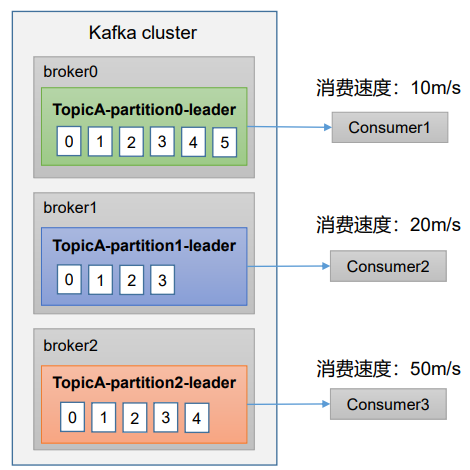 Kafka cluster
broker0
TopicA-partition0-leader
0 1 2 3 4 5
消费速度：10m/s
Consumer1
broker1
TopicA-partition1-leader
0 1 2 3
消费速度：20m/s
Consumer2
broker2
TopicA-partition2-leader
0 1 2 3 4
消费速度：50m/s
Consumer3